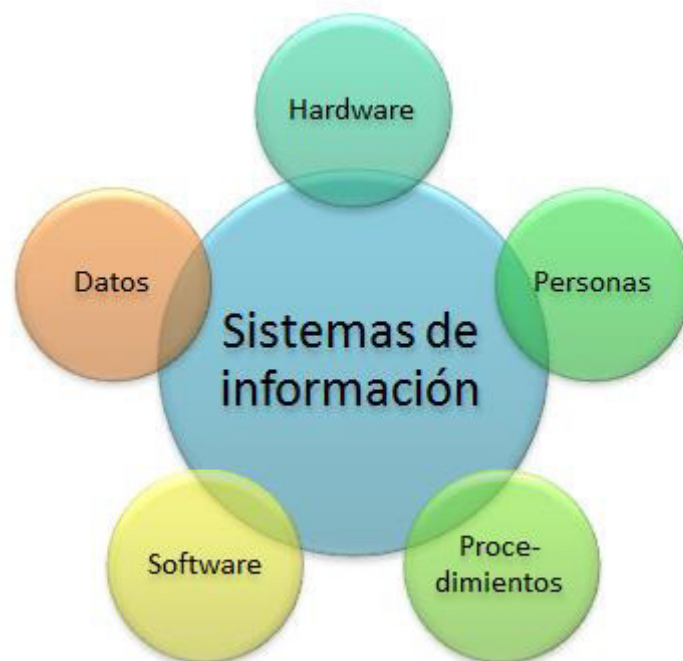 Hardware
Datos
Personas
Sistemas de
información
Software
Proce-
dimientos